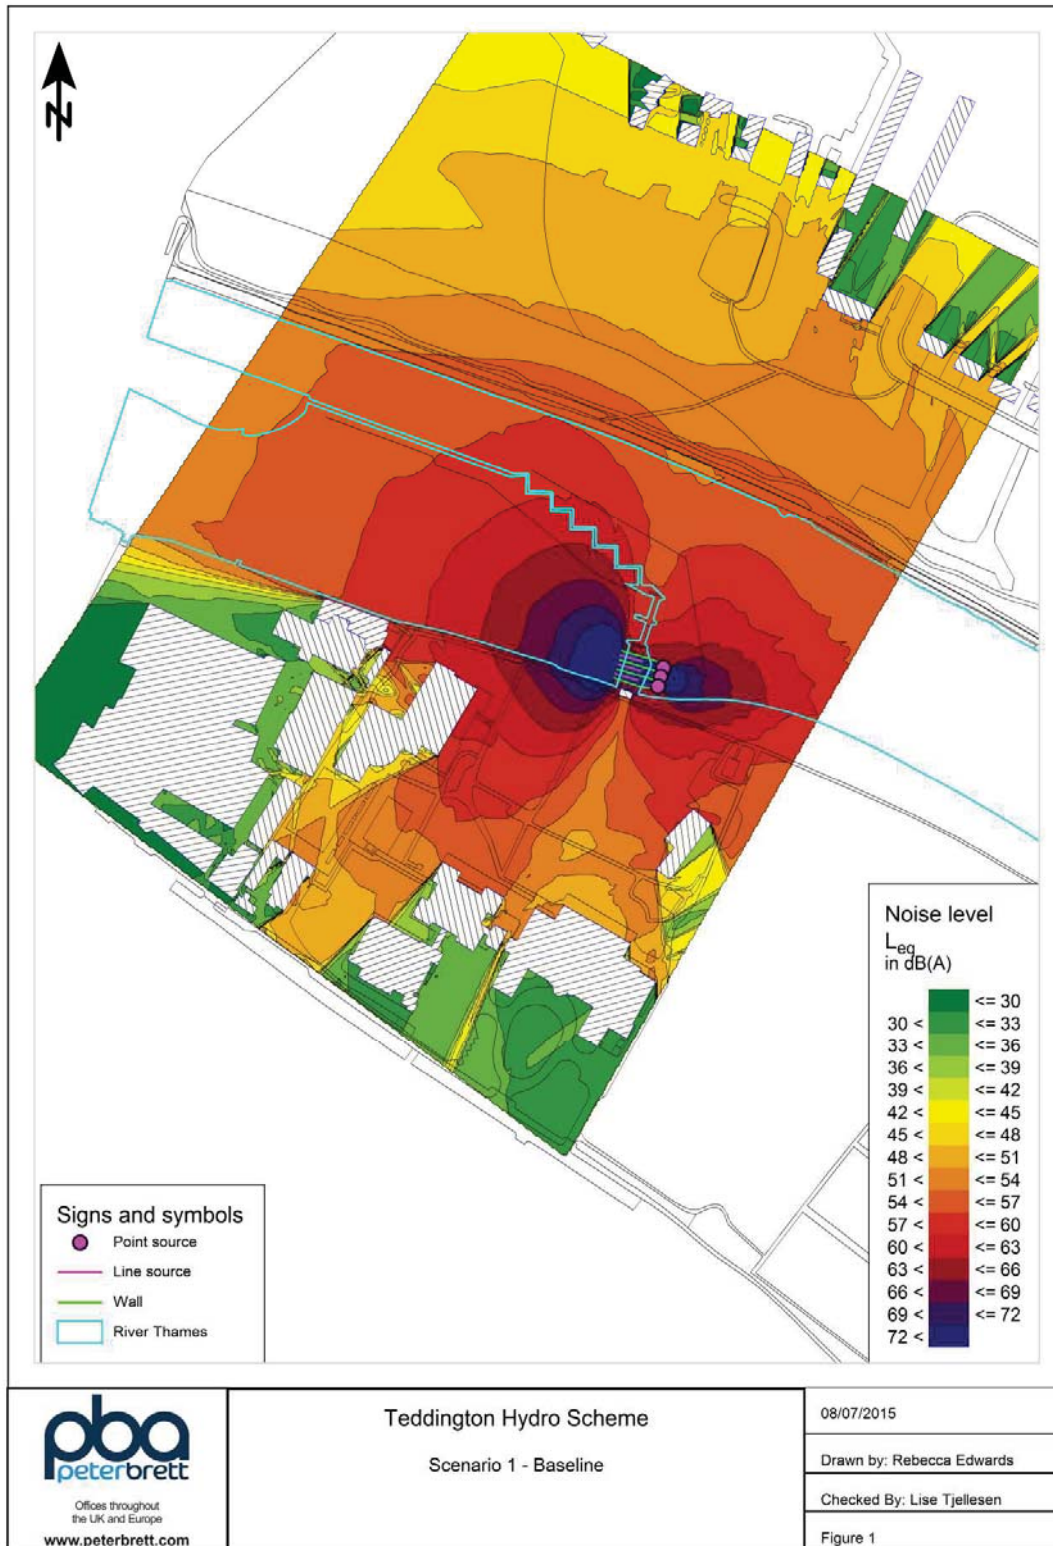 N
Noise level
Leq
in dB(A)
<= 30
30 < <= 33
33 < <= 36
36 < <= 39
39 < <= 42
42 < <= 45
45 < <= 48
48 < <= 51
51 < <= 54
54 < <= 57
57 < <= 60
60 < <= 63
63 < <= 66
66 < <= 69
69 < <= 72
72 <
Signs and symbols
Point source
Line source
Wall
River Thames
pba
peterbrett
Offices throughout
the UK and Europe
www.peterbrett.com
Teddington Hydro Scheme
Scenario 1 - Baseline
08/07/2015
Drawn by: Rebecca Edwards
Checked By: Lise Tjellesen
Figure 1